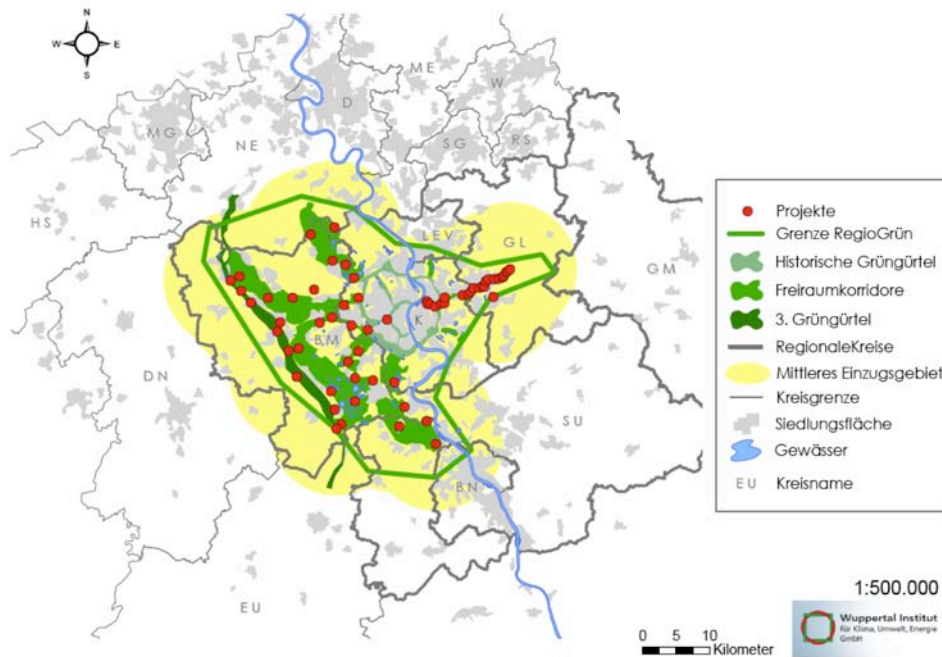 N
W E
S
ME
W
D
MG
NE
SG
RS
HS
LEV
GL
GM
K
BM
DN
SU
BN
EU
Projekte
Grenze RegioGrün
Historische Grüngürtel
Freiraumkorridore
3. Grüngürtel
RegionaleKreise
Mittleres Einzugsgebiet
Kreisgrenze
Siedlungsfläche
Gewässer
EU Kreisname
1:500.000
0 5 10
Kilometer
Wuppertal Institut
für Klima, Umwelt, Energie
GmbH